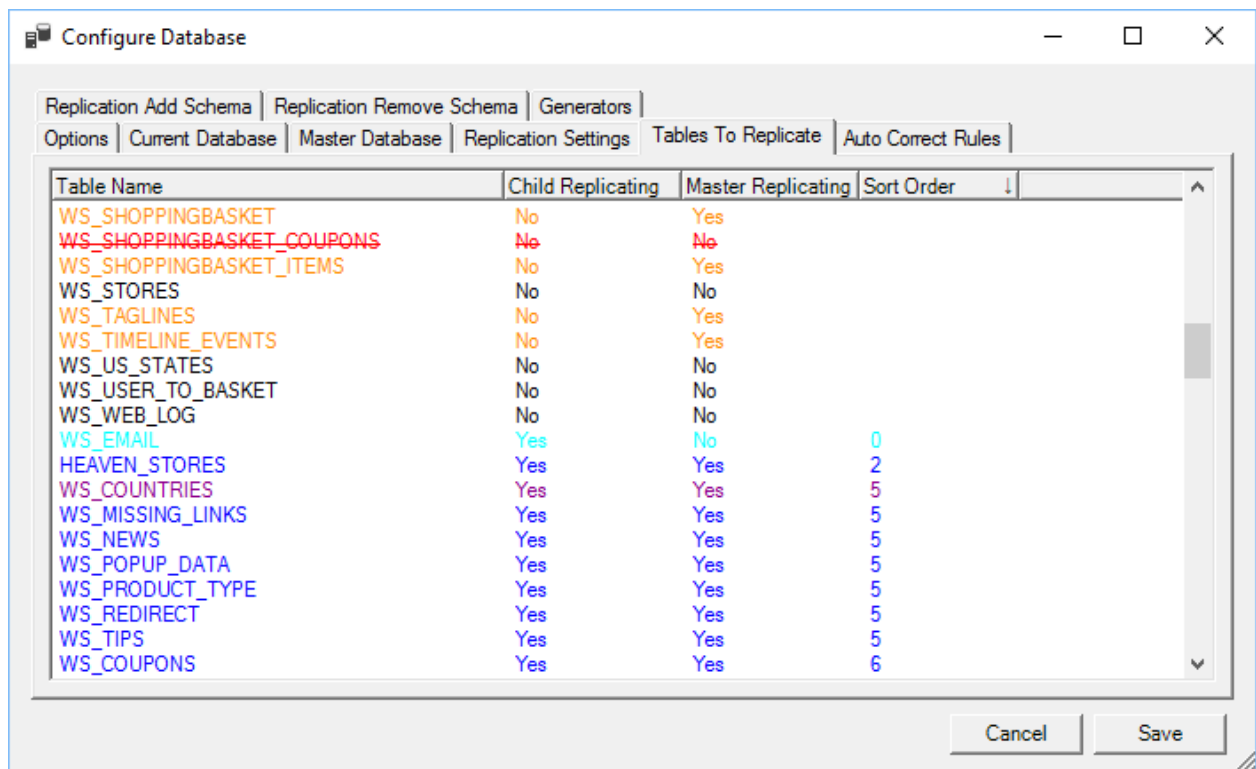 Configure Database
Replication Add Schema Replication Remove Schema Generators
Options Current Database Master Database Replication Settings Tables To Replicate Auto Correct Rules
Table Name Child Replicating Master Replicating Sort Order ↓
WS_SHOPPINGBASKET No Yes
WS_SHOPPINGBASKET_COUPONS No No
WS_SHOPPINGBASKET_ITEMS No Yes
WS_STORES No No
WS_TAGLINES No Yes
WS_TIMELINE_EVENTS No Yes
WS_US_STATES No No
WS_USER_TO_BASKET No No
WS_WEB_LOG No No
WS_EMAIL Yes No 0
HEAVEN_STORES Yes Yes 2
WS_COUNTRIES Yes Yes 5
WS_MISSING_LINKS Yes Yes 5
WS_NEWS Yes Yes 5
WS_POPUP_DATA Yes Yes 5
WS_PRODUCT_TYPE Yes Yes 5
WS_REDIRECT Yes Yes 5
WS_TIPS Yes Yes 5
WS_COUPONS Yes Yes 6
Cancel Save